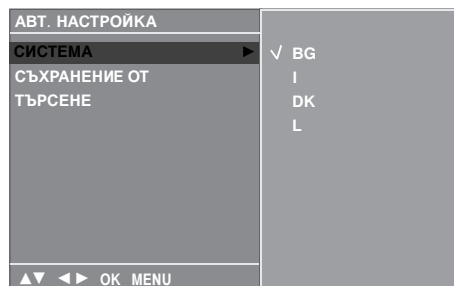 АВТ. НАСТРОЙКА
СИСТЕМА ►
СЪХРАНЕНИЕ ОТ
ТЪРСЕНЕ
√ BG
I
DK
L
▲▼ ◄► OK MENU